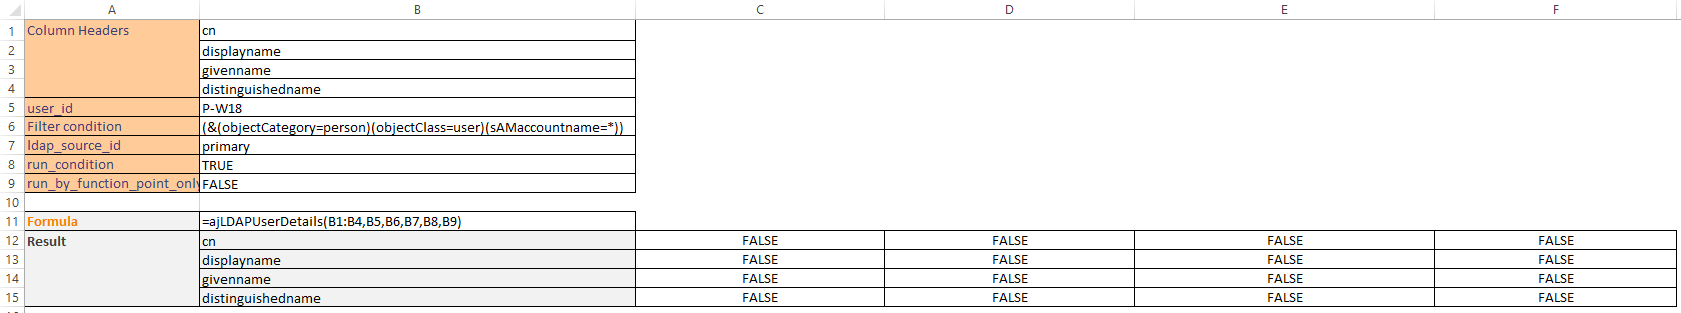 A B C D E F
1 Column Headers cn
2 displayname
3 givenname
4 distinguishedname
5 user_id P-W18
6 Filter condition (&(objectCategory=person)(objectClass=user)(sAMaccountname=*))
7 ldap_source_id primary
8 run_condition TRUE
9 run_by_function_point_only FALSE
10
11 Formula =ajLDAPUserDetails(B1:B4,B5,B6,B7,B8,B9)
12 Result cn FALSE FALSE FALSE FALSE
13 displayname FALSE FALSE FALSE FALSE
14 givenname FALSE FALSE FALSE FALSE
15 distinguishedname FALSE FALSE FALSE FALSE